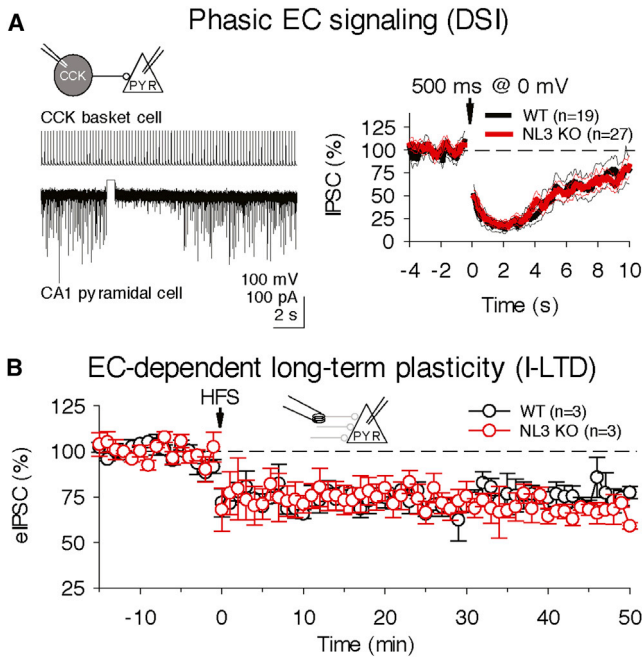 A
Phasic EC signaling (DSI)
CCK
PYR
CCK basket cell
CA1 pyramidal cell
100 mV
100 pA
2 s
500 ms @ 0 mV
WT (n=19)
NL3 KO (n=27)
IPSC (%)
125
100
75
50
25
0
-4 -2 0 2 4 6 8 10
Time (s)
B
EC-dependent long-term plasticity (I-LTD)
HFS
PYR
WT (n=3)
NL3 KO (n=3)
eIPSC (%)
125
100
75
50
25
-10 0 10 20 30 40 50
Time (min)